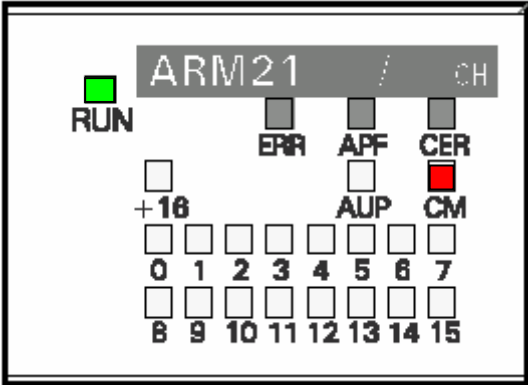 ARM21 / CH
RUN
ERR APF CER
+16 AUP CM
0 1 2 3 4 5 6 7
8 9 10 11 12 13 14 15